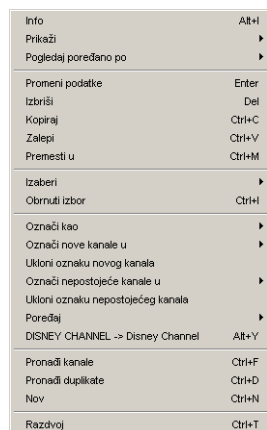 Info Alt+I
Prikaži
Pogledaj poređano po
Promeni podatke Enter
Izbriši Del
Kopiraj Ctrl+C
Zalepi Ctrl+V
Premesti u Ctrl+M
Izaberi
Obrnuti izbor Ctrl+I
Označi kao
Označi nove kanale u
Ukloni oznaku novog kanala
Označi nepostojeće kanale u
Ukloni oznaku nepostojećeg kanala
Poređaj
DISNEY CHANNEL -> Disney Channel Alt+Y
Pronađi kanale Ctrl+F
Pronađi duplikate Ctrl+D
Nov Ctrl+N
Razdvoj Ctrl+T